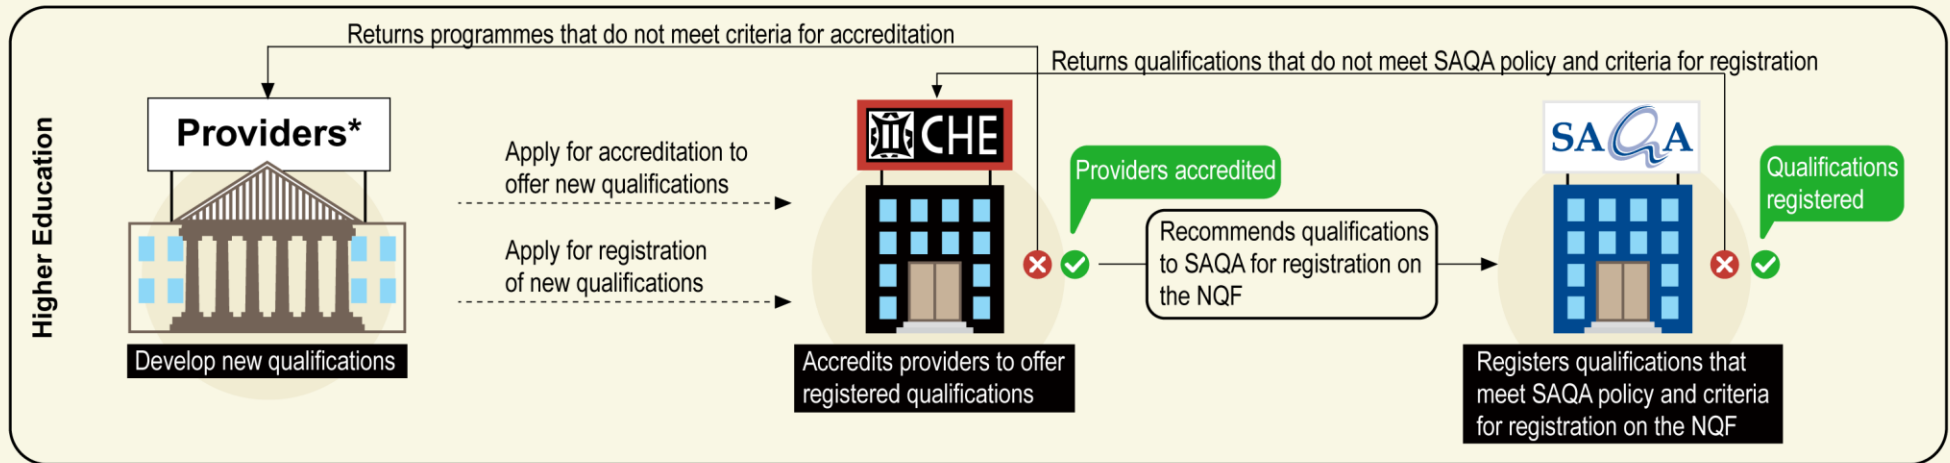 Higher Education
Returns programmes that do not meet criteria for accreditation
Returns qualifications that do not meet SAQA policy and criteria for registration
Providers*
Develop new qualifications
Apply for accreditation to
offer new qualifications
Apply for registration
of new qualifications
CHE
Accredits providers to offer
registered qualifications
Providers accredited
Recommends qualifications
to SAQA for registration on
the NQF
SAQA
Qualifications
registered
Registers qualifications that
meet SAQA policy and criteria
for registration on the NQF